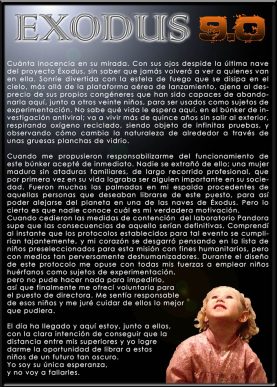 EXODUS 9.0
Cuánta inocencia en su mirada. Con sus ojos despide la última nave
del proyecto Éxodus, sin saber que jamás volverá a ver a quienes van
en ella. Sonríe divertida con la estela de fuego que se disipa en el
cielo, más allá de la plataforma aérea de lanzamiento, ajena al des-
precio de sus propios congéneres que han sido capaces de abando-
narla aquí, junto a otros veinte niños, para ser usados como sujetos de
experimentación. No sabe qué vida le espera aquí, en el búnker de in-
vestigación antiviral; va a vivir más de quince años sin salir al exterior,
respirando oxígeno reciclado, siendo objeto de infinitas pruebas, y
observando cómo cambia la naturaleza de alrededor a través de
unas gruesas planchas de vidrio.
Cuando me propusieron responsabilizarme del funcionamiento de
este búnker acepté de inmediato. Nadie se extrañó de ello; una mujer
madura sin ataduras familiares, de largo recorrido profesional, que
por primera vez en su vida lograba ser alguien importante en su socie-
dad. Fueron muchas las palmadas en mi espalda procedentes de
aquellas personas que deseaban librarse de este puesto, para así
poder alejarse del planeta en una de las naves de Éxodus. Pero lo
cierto es que nadie conoce cuál es mi verdadera motivación.
Cuando cedieron las medidas de contención del laboratorio Pandora
supe que las consecuencias de aquello serían definitivas. Comprendí
al instante que los protocolos establecidos para tal evento se cumpli-
rían tajantemente, y mi corazón se desgarró pensando en la lista de
niños preseleccionados para esta misión con fines humanitarios, pero
con medios tan perversamente deshumanizadores. Durante el diseño
de este protocolo me opuse con todas mis fuerzas a emplear niños
huérfanos como sujetos de experimentación,
pero no pude hacer nada para impedirlo,
así que finalmente me ofrecí voluntaria para
el puesto de directora. Me sentía responsable
de esos niños y me juré cuidar de ellos lo mejor
que pudiera.
El día ha llegado y aquí estoy, junto a ellos,
con la clara intención de conseguir que la
distancia entre mis superiores y yo logre
darme la oportunidad de librar a estos
niños de un futuro tan oscuro.
Yo soy su única esperanza,
y no voy a fallarles.